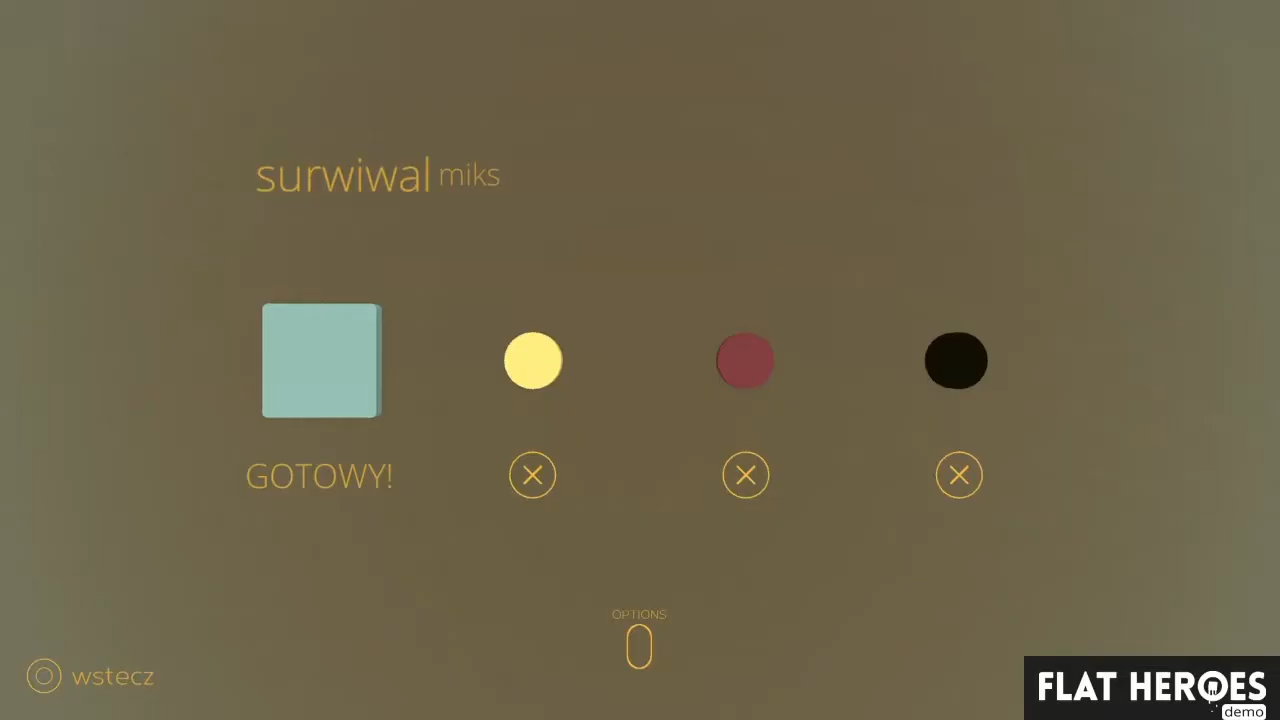 surwiwal miks
GOTOWY!
OPTIONS
wstecz
FLAT HEROES
demo